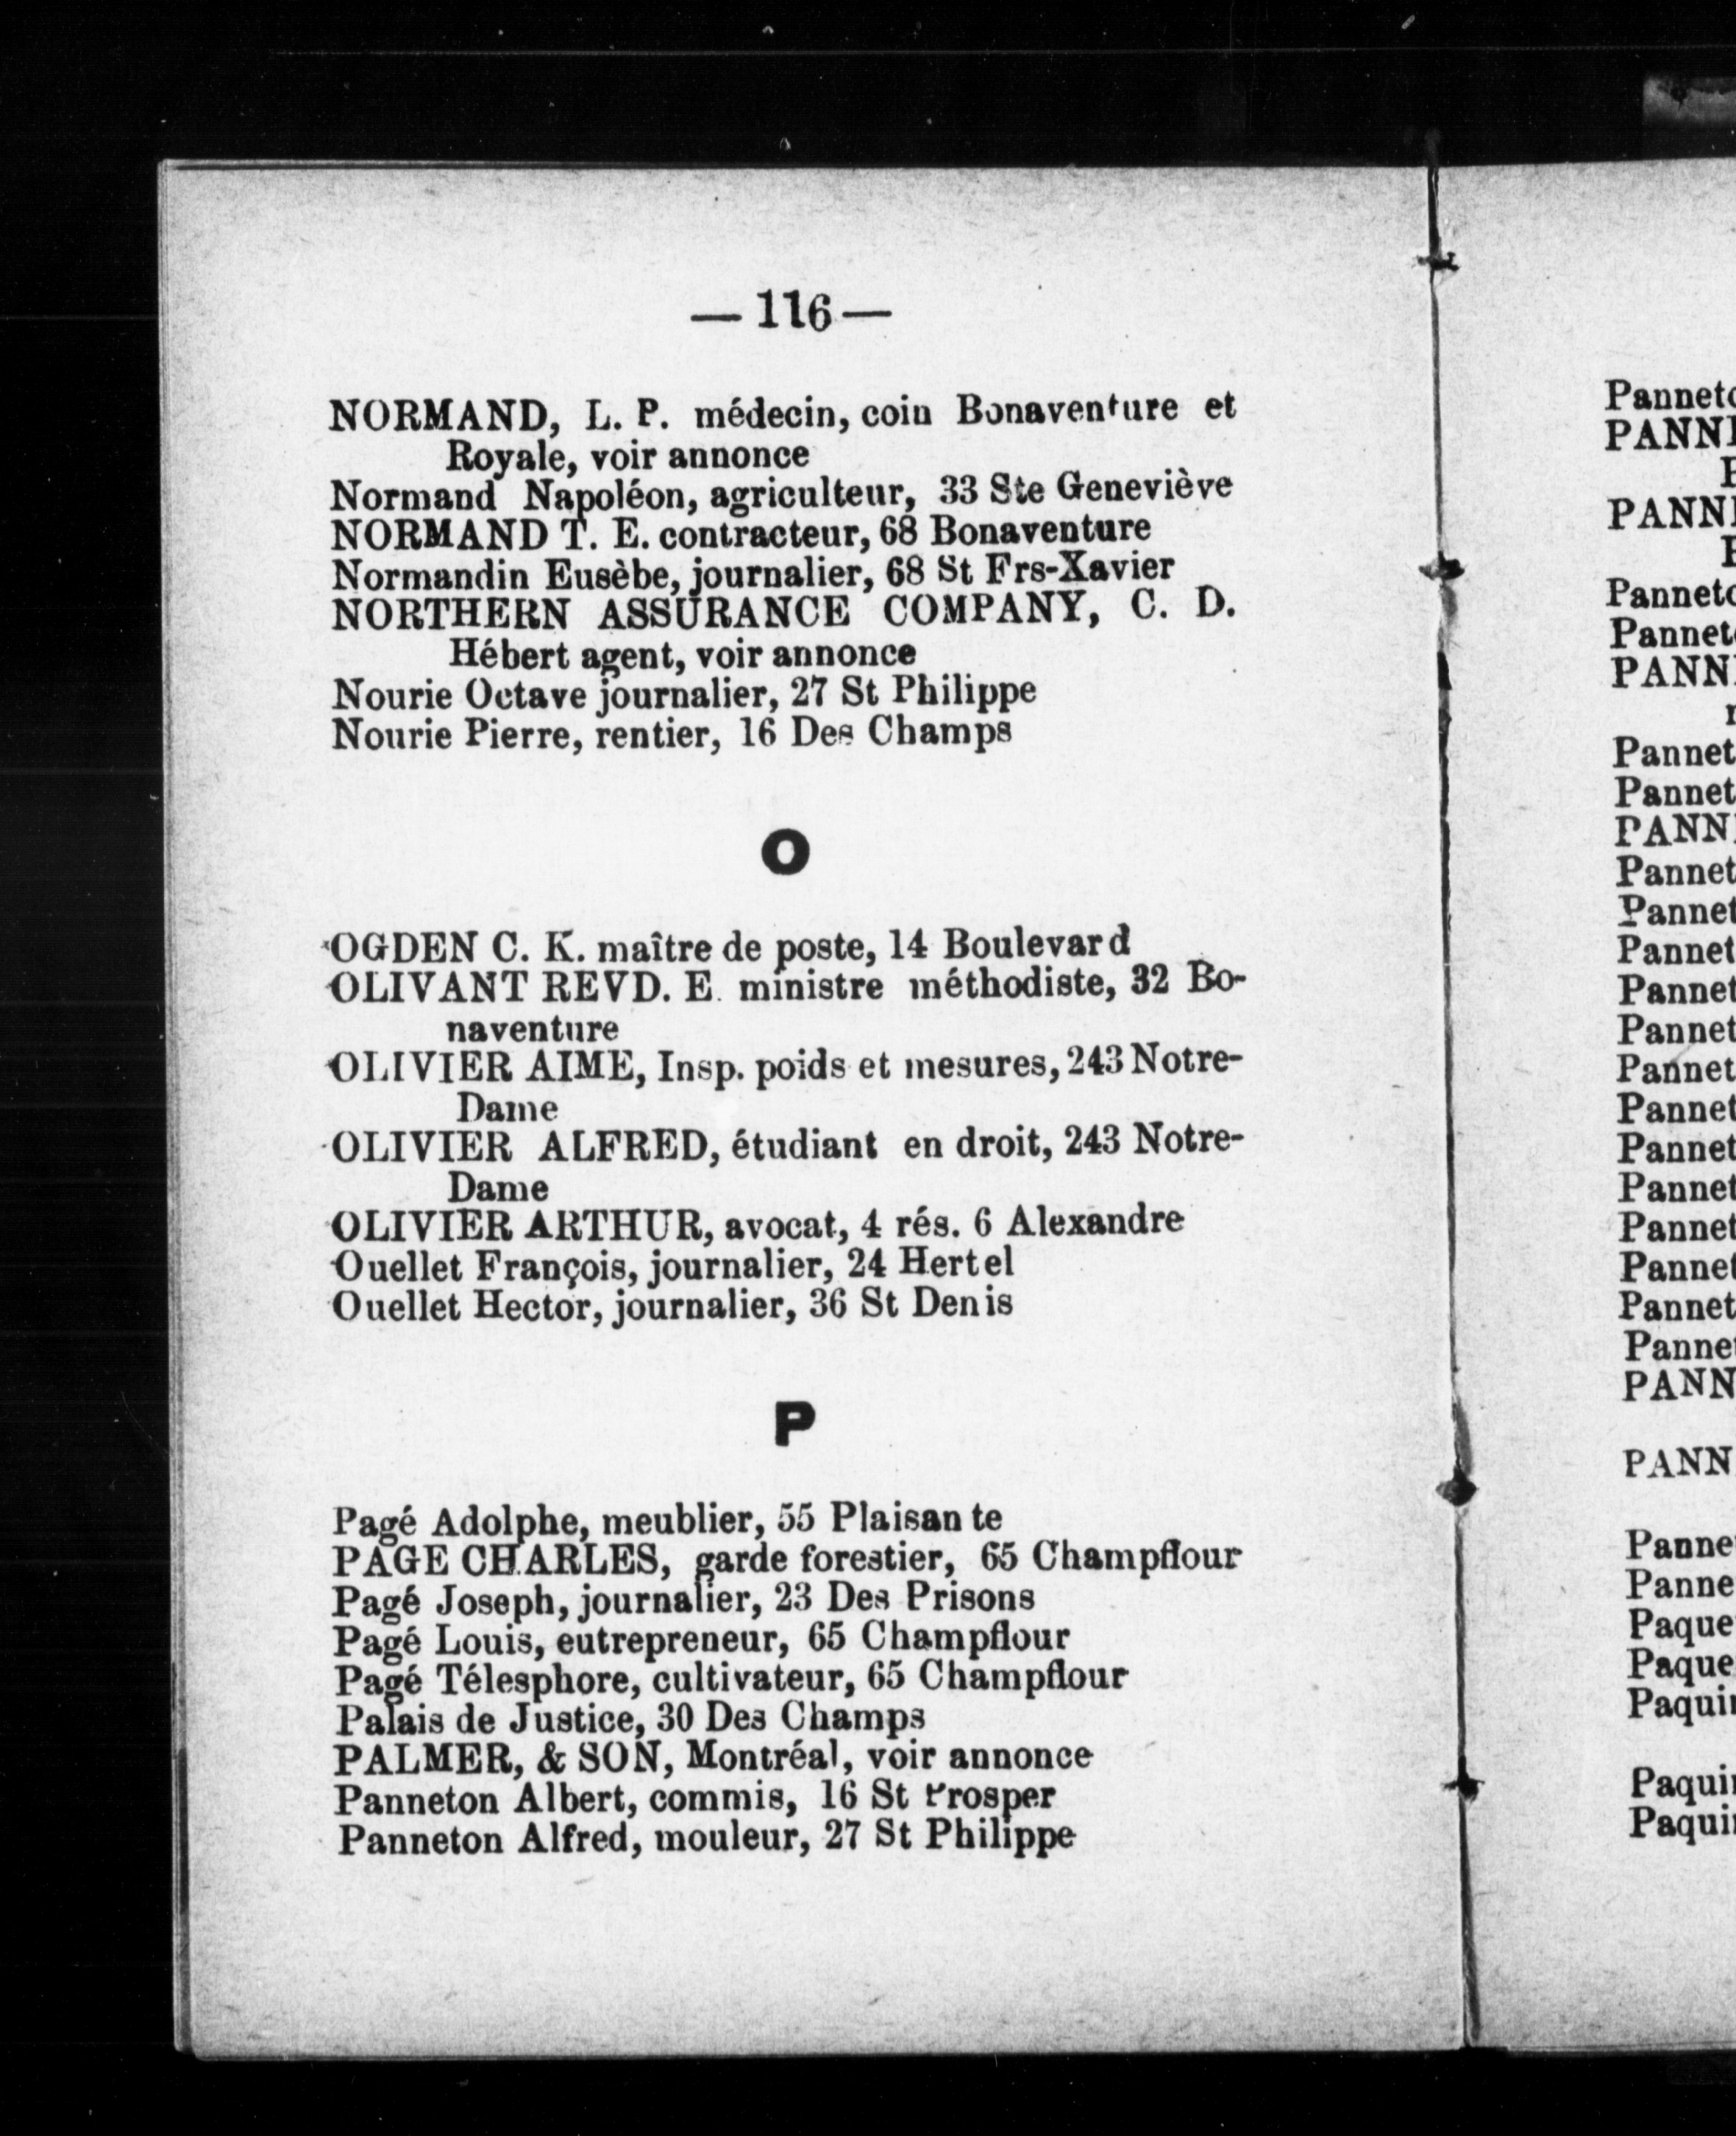 — 116 —
NORMAND, L. P. médecin, coin Bonaventure et
Royale, voir annonce
Normand Napoléon, agriculteur, 33 Ste Geneviève
NORMAND T. E. contracteur, 68 Bonaventure
Normandin Eusèbe, journalier, 68 St Frs-Xavier
NORTHERN ASSURANCE COMPANY, C. D.
Hébert agent, voir annonce
Nourie Octave journalier, 27 St Philippe
Nourie Pierre, rentier, 16 Des Champs
O
OGDEN C. K. maître de poste, 14 Boulevard
OLIVANT REVD. E. ministre méthodiste, 32 Bo-
naventure
OLIVIER AIME, Insp. poids et mesures, 243 Notre-
Dame
OLIVIER ALFRED, étudiant en droit, 243 Notre-
Dame
OLIVIER ARTHUR, avocat, 4 rés. 6 Alexandre
Ouellet François, journalier, 24 Hertel
Ouellet Hector, journalier, 36 St Denis
P
Pagé Adolphe, meublier, 55 Plaisante
PAGE CHARLES, garde forestier, 65 Champflour
Pagé Joseph, journalier, 23 Des Prisons
Pagé Louis, eutrepreneur, 65 Champflour
Pagé Télesphore, cultivateur, 65 Champflour
Palais de Justice, 30 Des Champs
PALMER, & SON, Montréal, voir annonce
Panneton Albert, commis, 16 St Prosper
Panneton Alfred, mouleur, 27 St Philippe